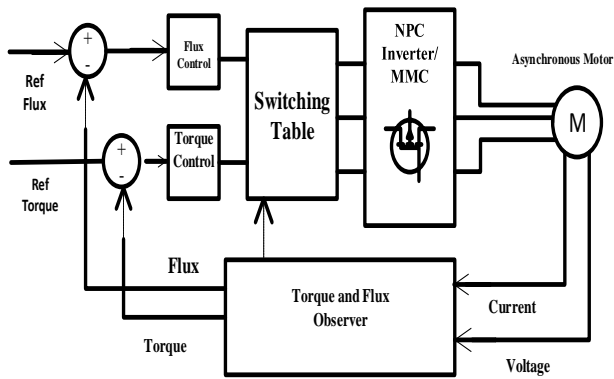 Ref
Flux
+
-
Flux
Control
Switching
Table
NPC
Inverter/
MMC
Asynchronous Motor
M
Ref
Torque
+
-
Torque
Control
Flux
Torque
Torque and Flux
Observer
Current
Voltage